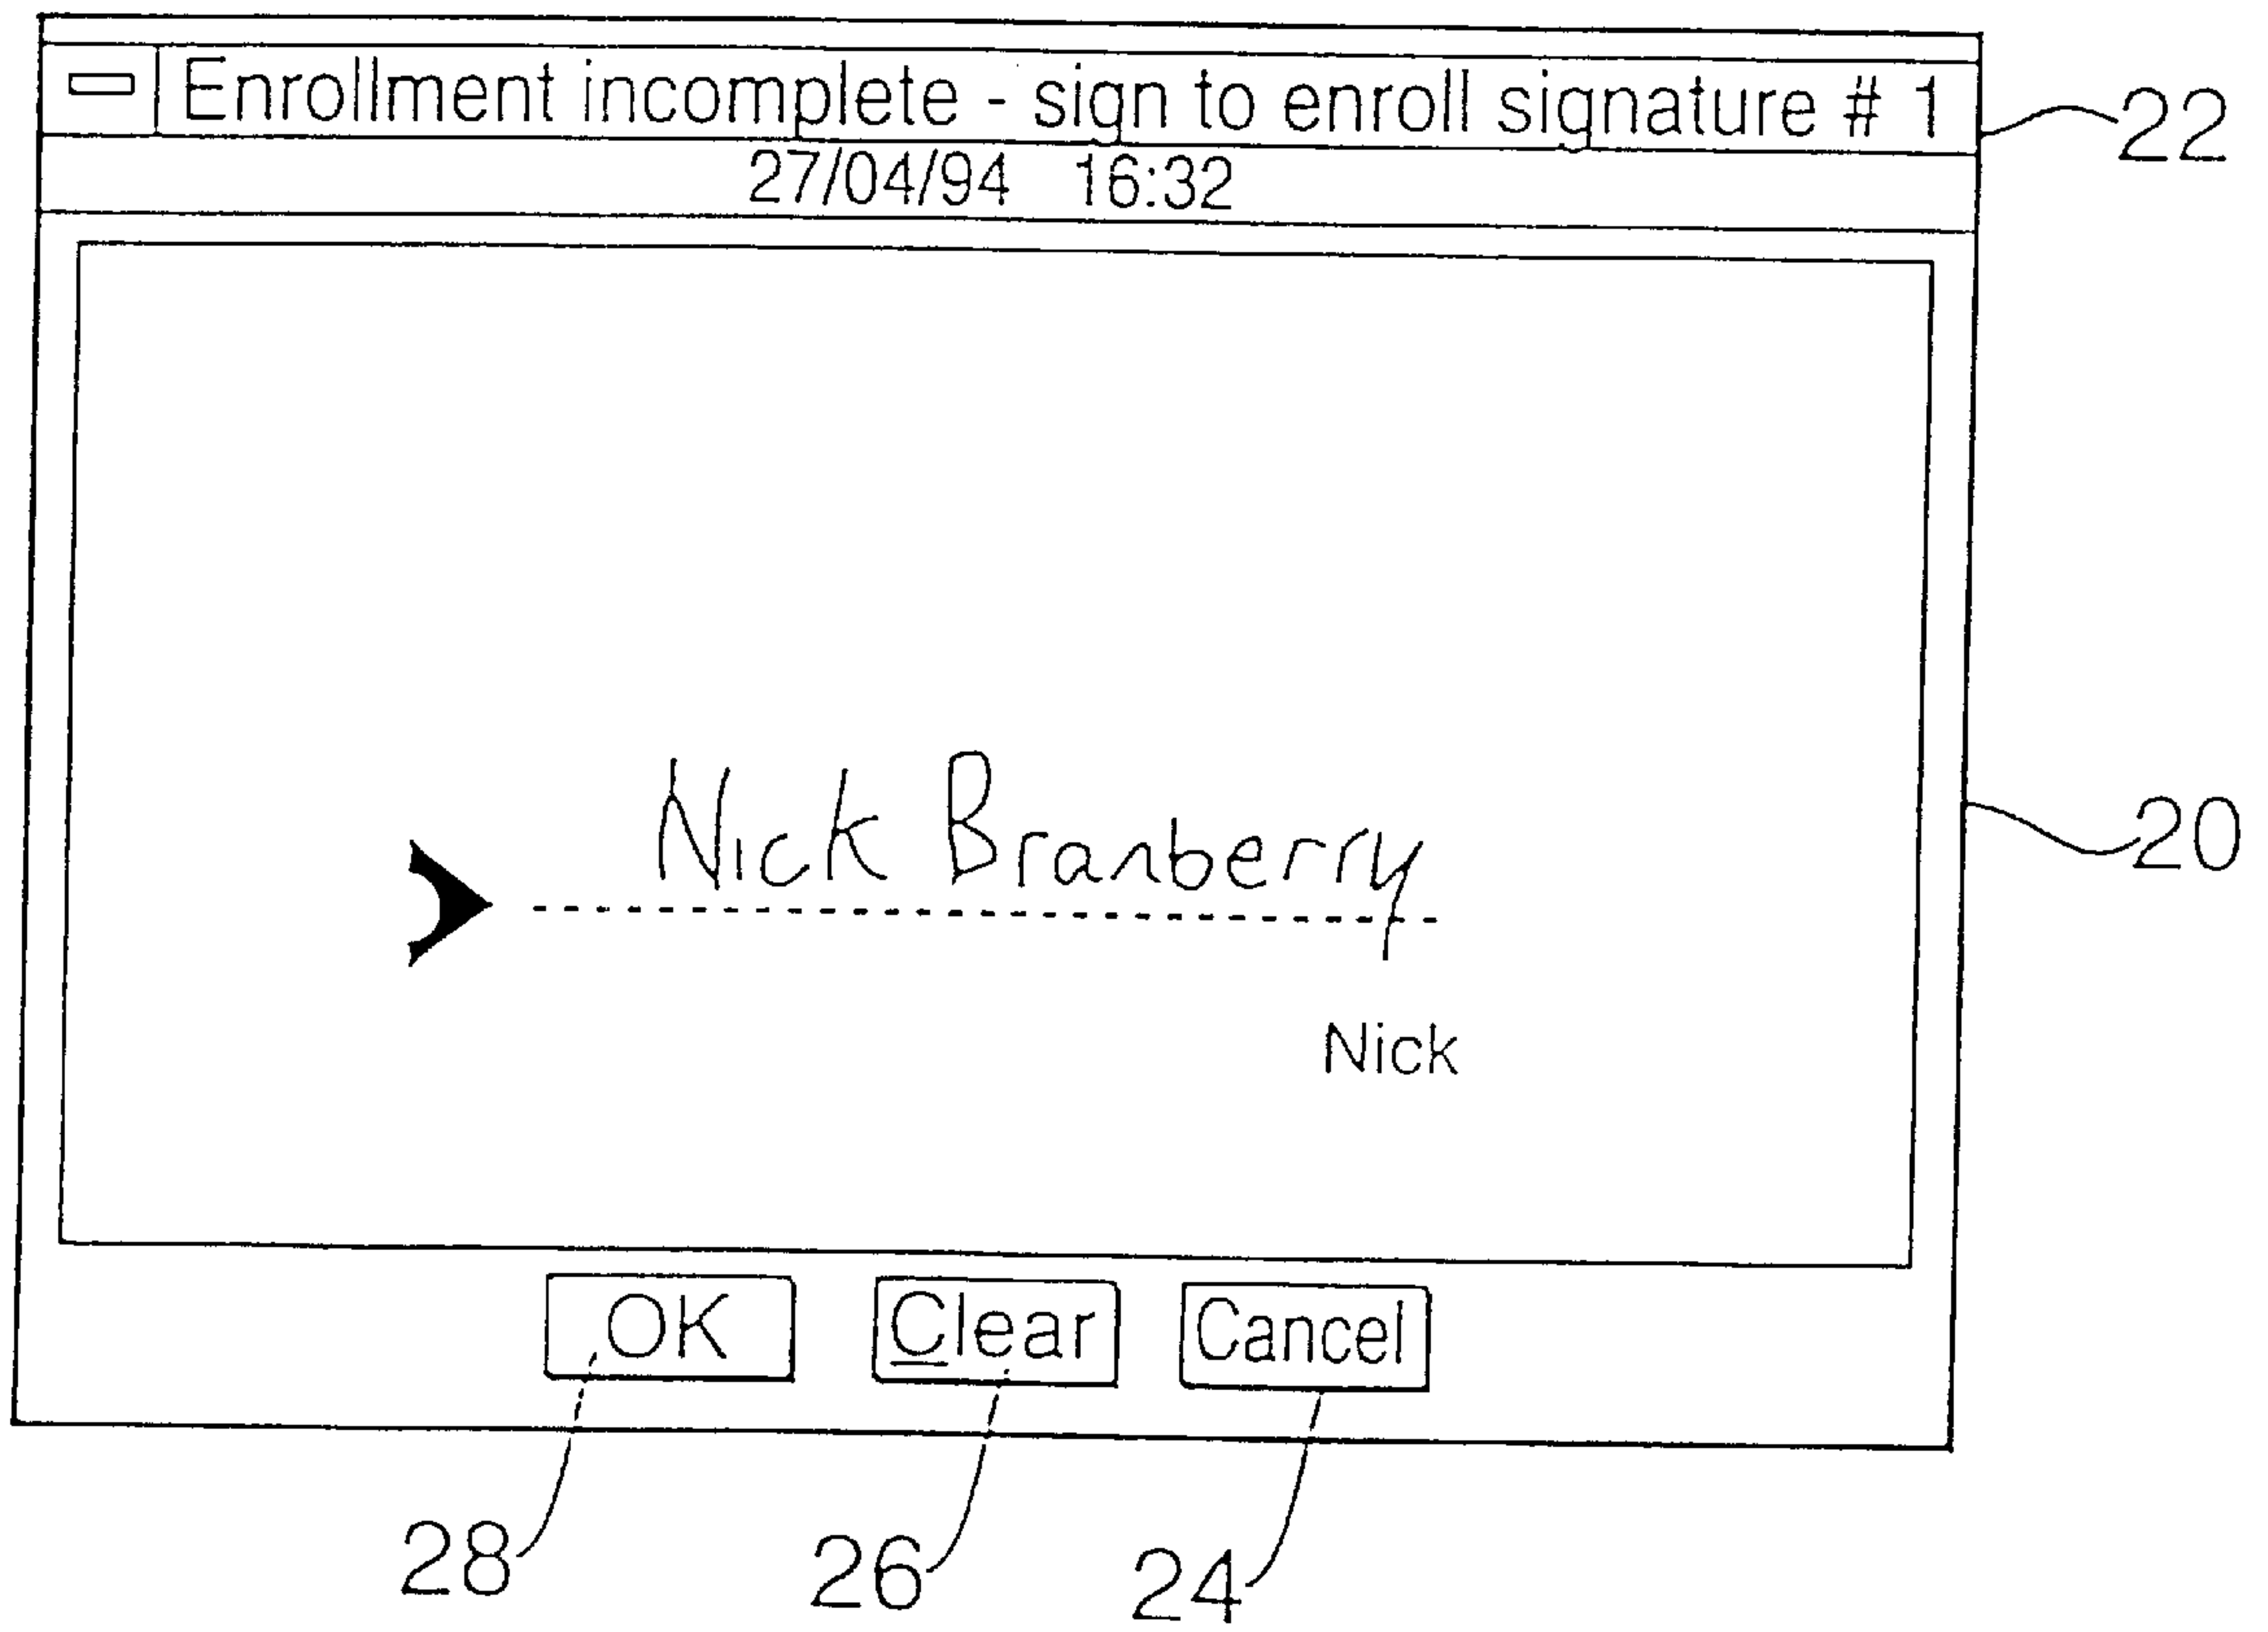 Enrollment incomplete - sign to enroll signature # 1
22
27/04/94 16:32
Nick Branberry
20
Nick
OK Clear Cancel
28 26 24